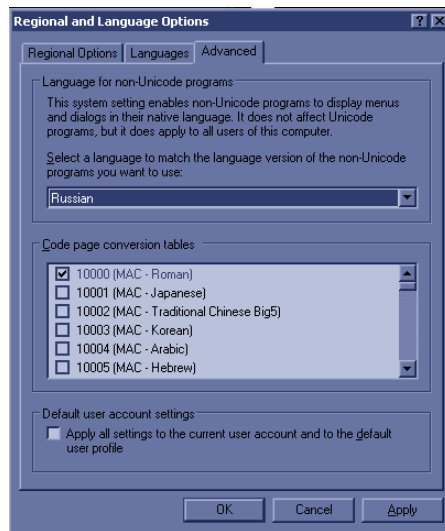 Regional and Language Options
Regional Options Languages Advanced
Language for non-Unicode programs
This system setting enables non-Unicode programs to display menus
and dialogs in their native language. It does not affect Unicode
programs, but it does apply to all users of this computer.
Select a language to match the language version of the non-Unicode
programs you want to use:
Russian
Code page conversion tables
10000 (MAC - Roman)
10001 (MAC - Japanese)
10002 (MAC - Traditional Chinese Big5)
10003 (MAC - Korean)
10004 (MAC - Arabic)
10005 (MAC - Hebrew)
Default user account settings
Apply all settings to the current user account and to the default
user profile
OK Cancel Apply